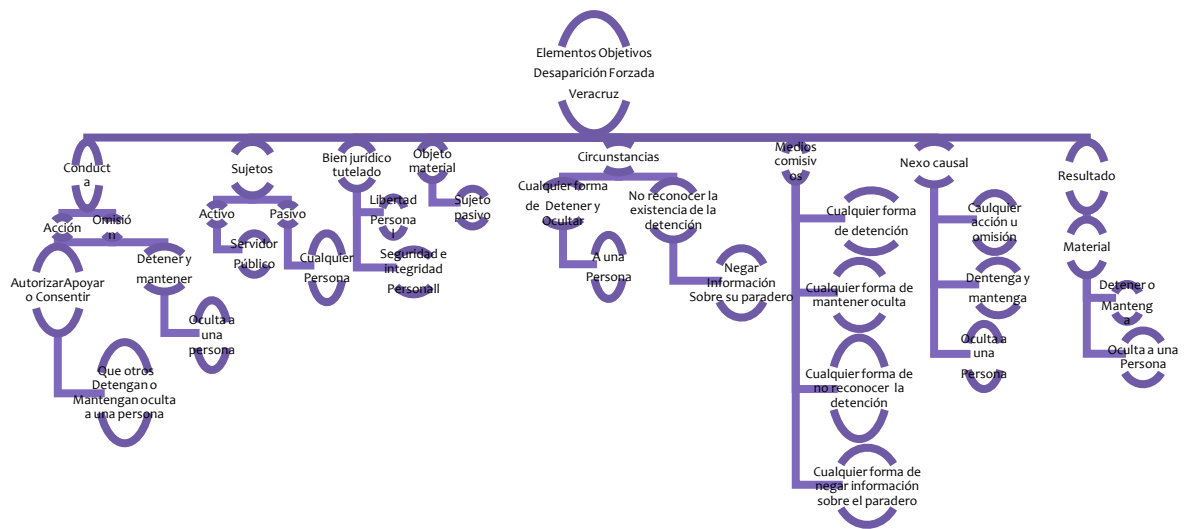 Elementos Objetivos
Desaparición Forzada
Veracruz
Conduct
a
Acción
Omisió
n
AutorizarApoyar
o Consentir
Que otros
Detengan o
Mantengan oculta
a una persona
Detener y
mantener
Oculta a
una
persona
Sujetos
Activo
Servidor
Público
Pasivo
Cualquier
Persona
Bien jurídico
tutelado
Libertad
Persona
l
Seguridad e
integridad
Personall
Objeto
material
Sujeto
pasivo
Circunstancias
Cualquier forma
de Detener y
Ocultar
A una
Persona
No reconocer la
existencia de la
detención
Negar
Información
Sobre su paradero
Medios
comisiv
os
Cualquier forma
de detención
Cualquier forma de
mantener oculta
Cualquier forma de
no reconocer la
detención
Cualquier forma de
negar información
sobre el paradero
Nexo causal
Caulquier
acción u
omisión
Dentenga y
mantenga
Oculta a
una
Persona
Resultado
Material
Detener o
Manteng
a
Oculta a una
Persona